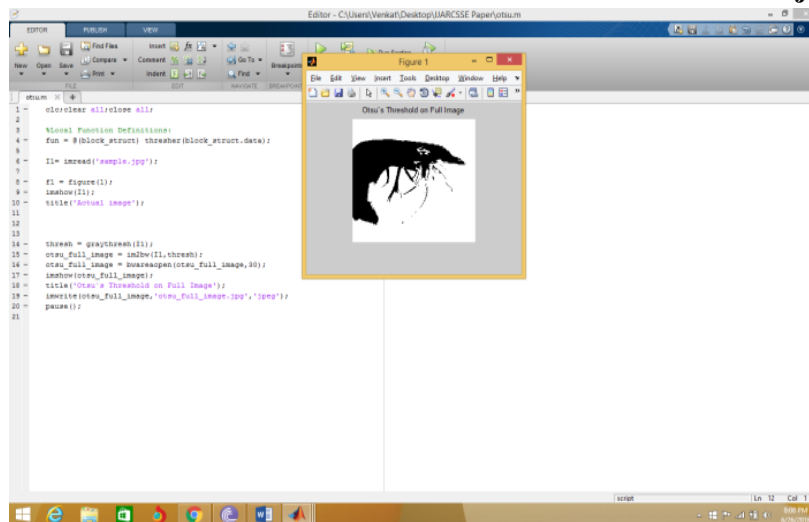 Editor - C:\Users\Venkat\Desktop\IJARCSSE Paper\otsu.m
EDITOR PUBLISH VIEW
New Open Save
Find Files
Compare
Print
Insert
Comment
Indent
Go To
Find
Breakpoints
FILE EDIT NAVIGATE BREAKPOINTS
otsu.m
1 clc;clear all;close all;
2
3 %Local Function Definitions:
4 fun = @(block_struct) thresher(block_struct.data);
5
6 I1= imread('sample.jpg');
7
8 f1 = figure(1);
9 imshow(I1);
10 title('Actual image');
11
12
13
14 thresh = graythresh(I1);
15 otsu_full_image = im2bw(I1,thresh);
16 otsu_full_image = bwareaopen(otsu_full_image,30);
17 imshow(otsu_full_image);
18 title('Otsu's Threshold on Full Image');
19 imwrite(otsu_full_image,'otsu_full_image.jpg','jpeg');
20 pause();
21
Figure 1
File Edit View Insert Tools Desktop Window Help
Otsu's Threshold on Full Image
script Ln 12 Col 1